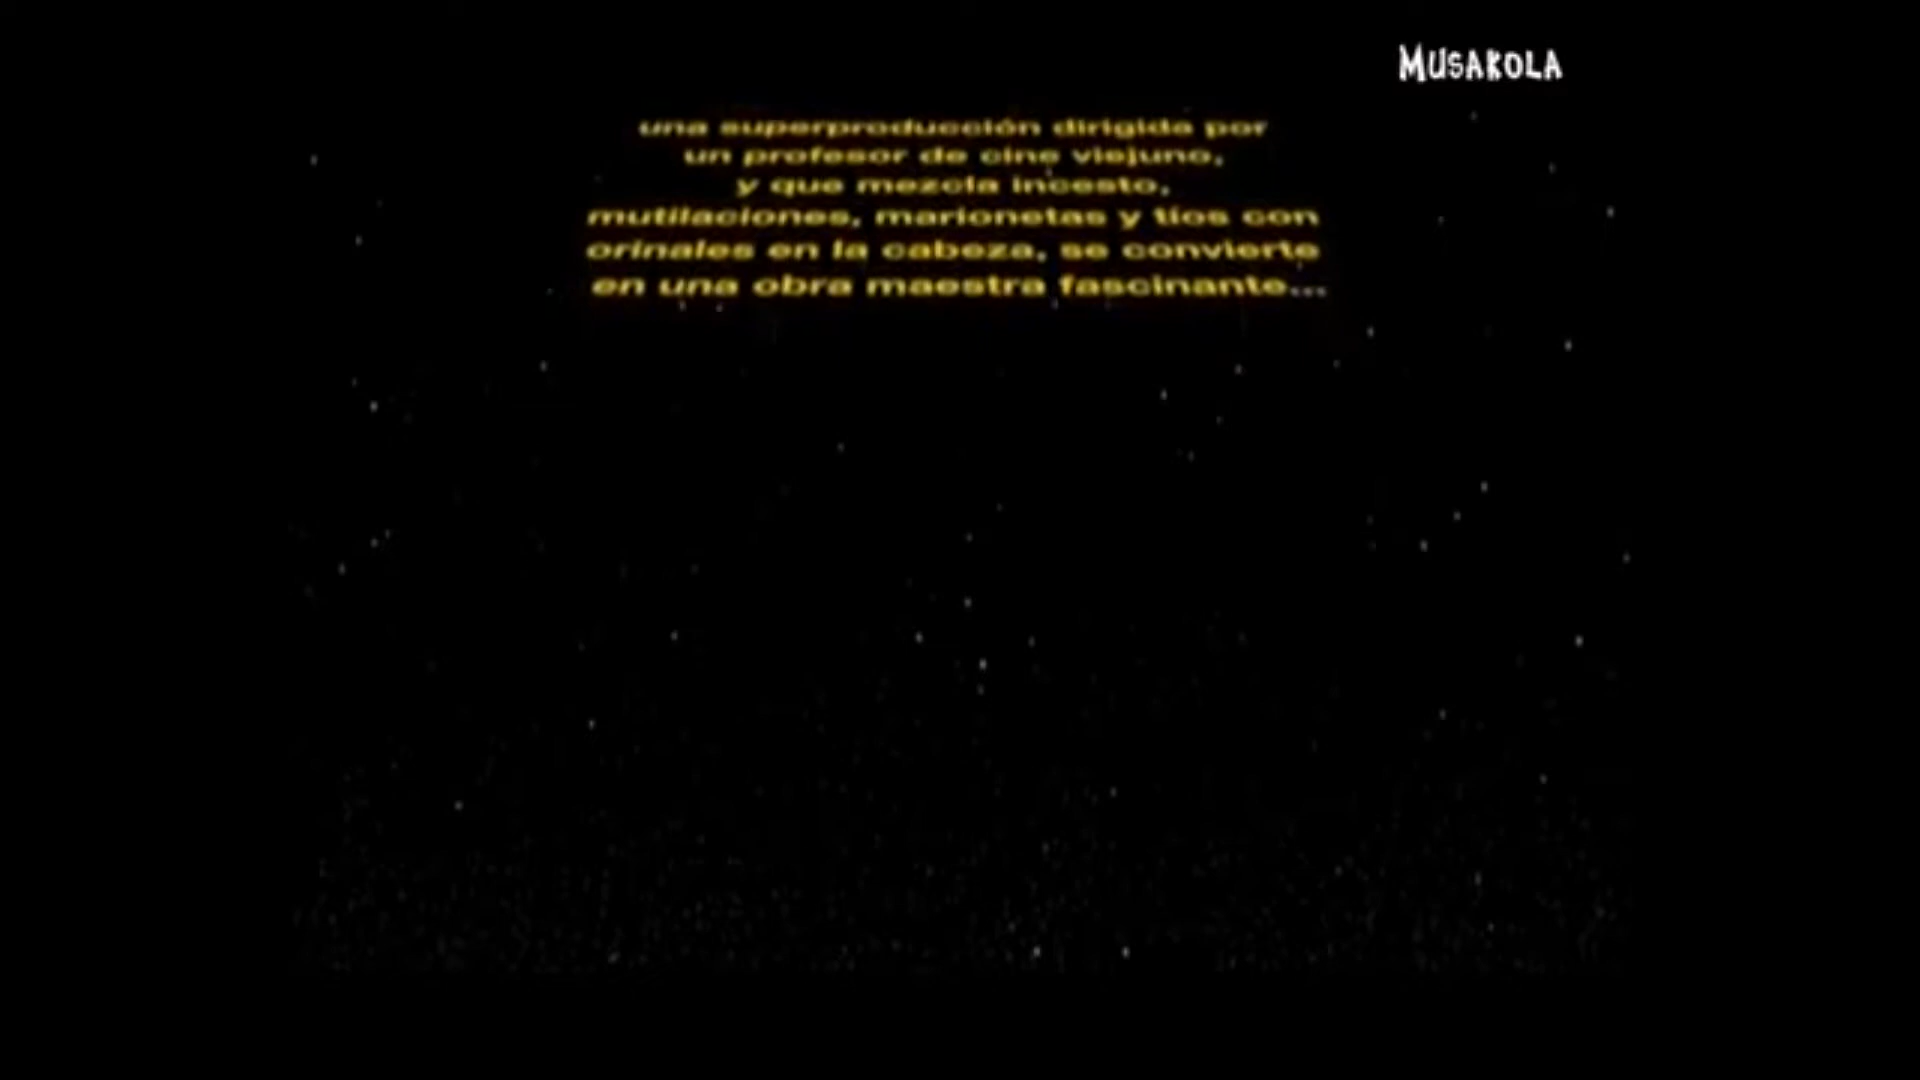 MUSAKOLA
una superproducción dirigida por
un profesor de cine viejuno,
y que mezcla incesto,
mutilaciones, marionetas y tíos con
orinales en la cabeza, se convierte
en una obra maestra fascinante...